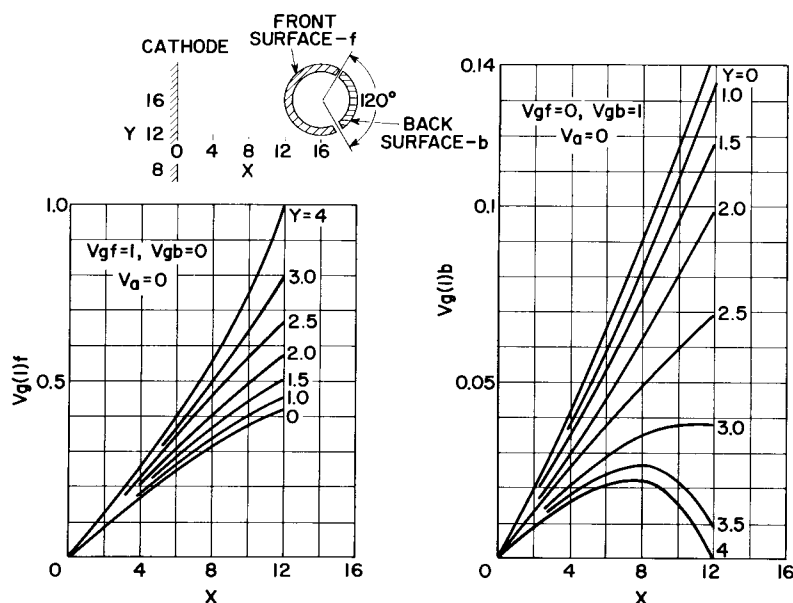 FRONT
SURFACE-f
CATHODE
120°
BACK
SURFACE-b
16
Y 12
8
0 4 8 12 16
X
Vgf=1, Vgb=0
Va=0
Vg(1)f
1.0
0.5
Y=4
3.0
2.5
2.0
1.5
1.0
0
0 4 8 12 16
X
Vgf=0, Vgb=1
Va=0
Vg(1)b
0.14
0.1
0.05
Y=0
1.0
1.5
2.0
2.5
3.0
3.5
4
0 4 8 12 16
X